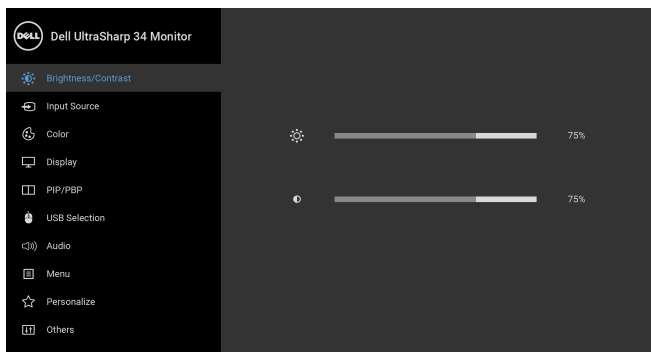 DELL Dell UltraSharp 34 Monitor
Brightness/Contrast
Input Source
Color
75%
Display
PIP/PBP
75%
USB Selection
Audio
Menu
Personalize
Others